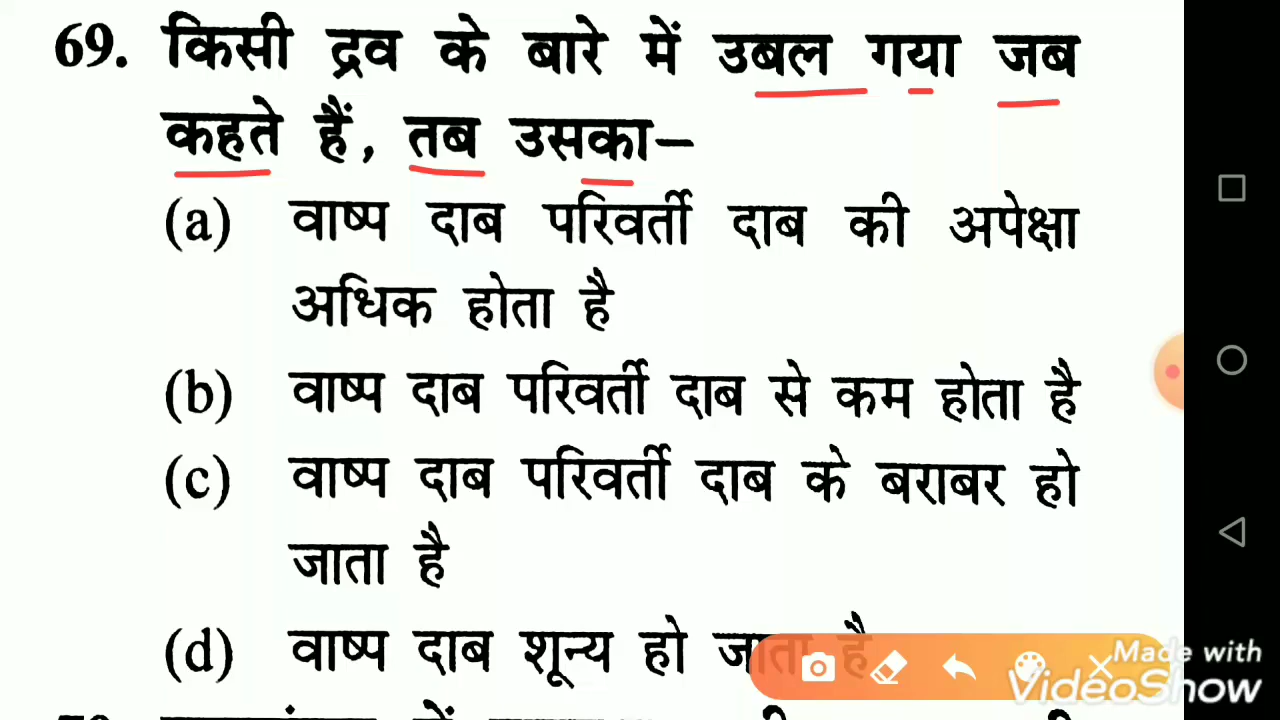 69. किसी द्रव के बारे में उबल गया जब
कहते हैं, तब उसका–
(a) वाष्प दाब परिवर्ती दाब की अपेक्षा
अधिक होता है
(b) वाष्प दाब परिवर्ती दाब से कम होता है
(c) वाष्प दाब परिवर्ती दाब के बराबर हो
जाता है
(d) वाष्प दाब शून्य हो जाता है
Made with
VideoShow